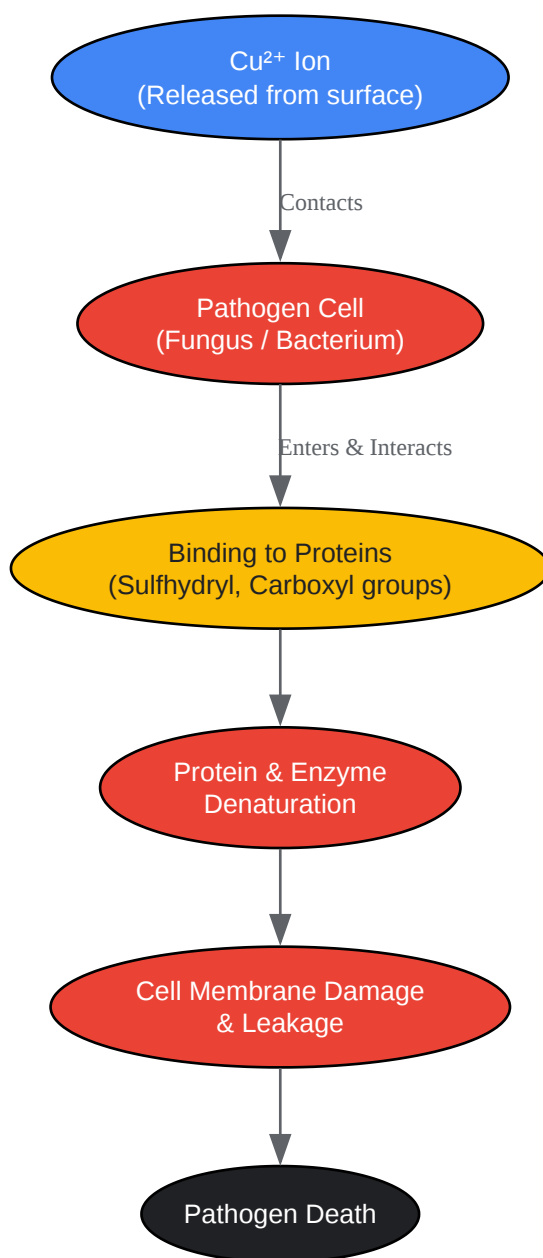 Cu²⁺ Ion
(Released from surface)
Contacts
Pathogen Cell
(Fungus / Bacterium)
Enters & Interacts
Binding to Proteins
(Sulfhydryl, Carboxyl groups)
Protein & Enzyme
Denaturation
Cell Membrane Damage
& Leakage
Pathogen Death